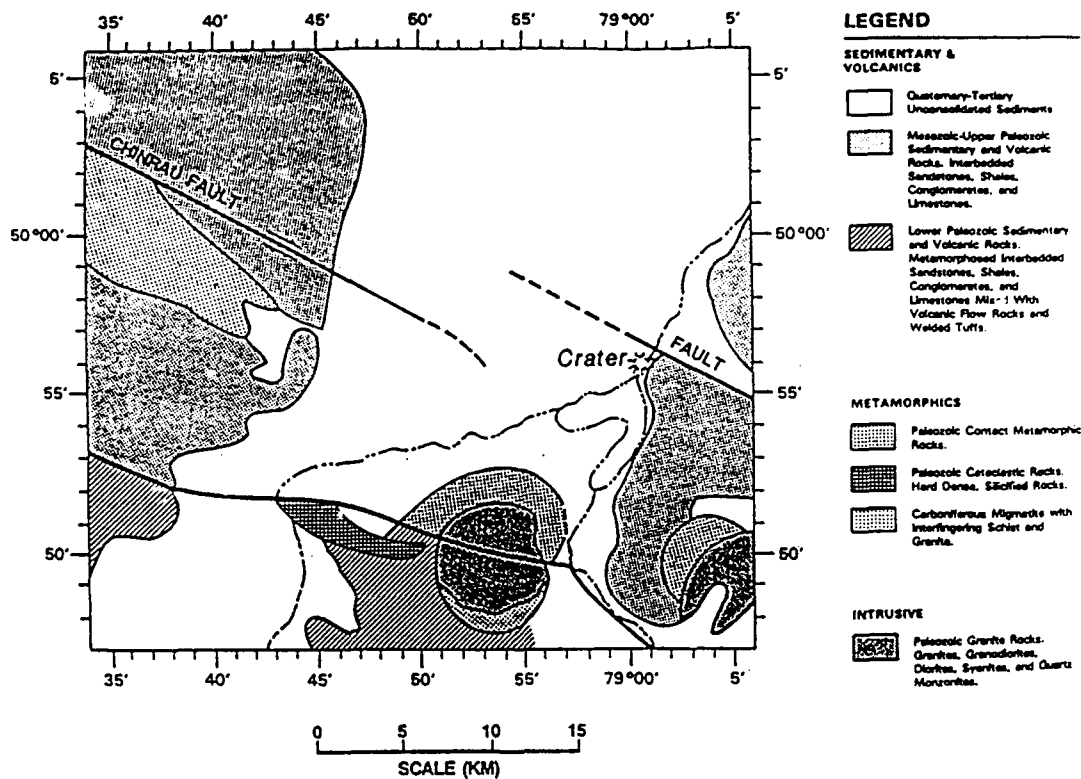 35' 40' 45' 50' 55' 79°00' 5'
5' 5'
CHINRAU FAULT
50°00' 50°00'
FAULT
Crater
55' 55'
50' 50'
35' 40' 45' 50' 55' 79°00' 5'
0 5 10 15
SCALE (KM)
LEGEND
SEDIMENTARY &
VOLCANICS
Quaternary-Tertiary
Unconsolidated Sediments
Mesozoic-Upper Paleozoic
Sedimentary and Volcanic
Rocks. Interbedded
Sandstones, Shales,
Conglomerates, and
Limestones.
Lower Paleozoic Sedimentary
and Volcanic Rocks.
Metamorphosed Interbedded
Sandstones, Shales,
Conglomerates, and
Limestones With
Volcanic Flow Rocks and
Welded Tuffs.
METAMORPHICS
Paleozoic Contact Metamorphic
Rocks.
Paleozoic Cataclastic Rocks.
Hard Dense, Silicified Rocks.
Carboniferous Migmatite with
Interfingering Schist and
Granite.
INTRUSIVE
Paleozoic Granite Rocks.
Granites, Granodiorites,
Diorites, Syenites, and Quartz
Monzonites.